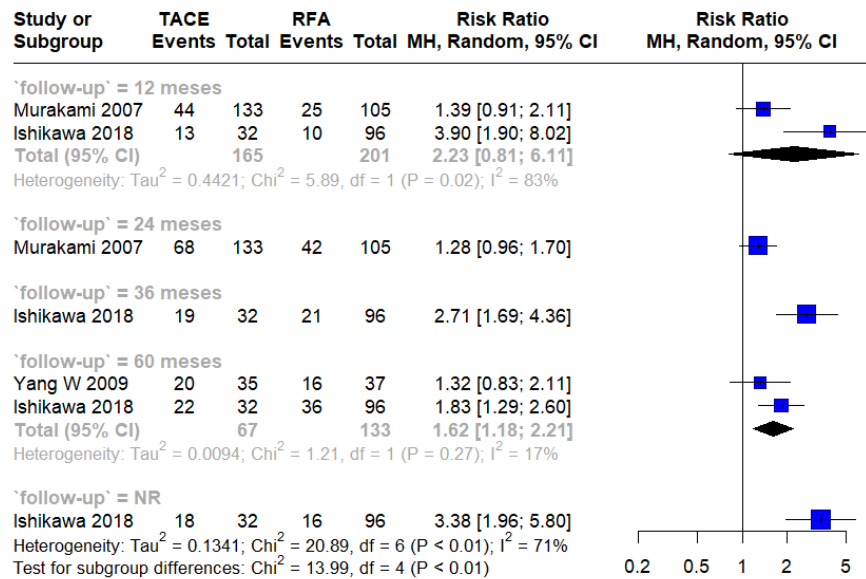 Study or TACE RFA Risk Ratio Risk Ratio
Subgroup Events Total Events Total MH, Random, 95% CI MH, Random, 95% CI
`follow-up` = 12 meses
Murakami 2007 44 133 25 105 1.39 [0.91; 2.11]
Ishikawa 2018 13 32 10 96 3.90 [1.90; 8.02]
Total (95% CI) 165 201 2.23 [0.81; 6.11]
Heterogeneity: Tau² = 0.4421; Chi² = 5.89, df = 1 (P = 0.02); I² = 83%
`follow-up` = 24 meses
Murakami 2007 68 133 42 105 1.28 [0.96; 1.70]
`follow-up` = 36 meses
Ishikawa 2018 19 32 21 96 2.71 [1.69; 4.36]
`follow-up` = 60 meses
Yang W 2009 20 35 16 37 1.32 [0.83; 2.11]
Ishikawa 2018 22 32 36 96 1.83 [1.29; 2.60]
Total (95% CI) 67 133 1.62 [1.18; 2.21]
Heterogeneity: Tau² = 0.0094; Chi² = 1.21, df = 1 (P = 0.27); I² = 17%
`follow-up` = NR
Ishikawa 2018 18 32 16 96 3.38 [1.96; 5.80]
Heterogeneity: Tau² = 0.1341; Chi² = 20.89, df = 6 (P < 0.01); I² = 71%
Test for subgroup differences: Chi² = 13.99, df = 4 (P < 0.01)
0.2 0.5 1 2 5